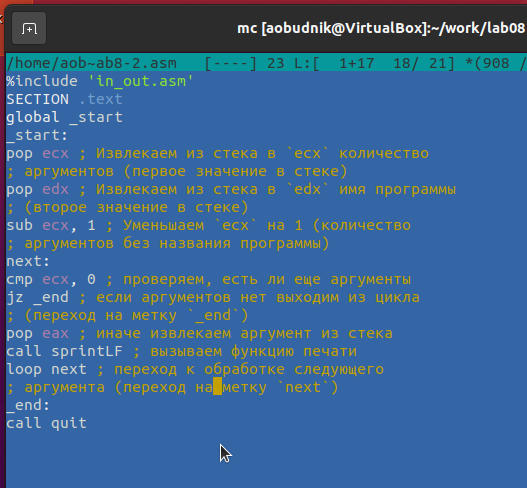 mc [aobudnik@VirtualBox]:~/work/lab08
/home/aob~ab8-2.asm   [----] 23 L:[  1+17  18/ 21] *(908 /
%include 'in_out.asm'
SECTION .text
global _start
_start:
pop ecx ; Извлекаем из стека в `ecx` количество
; аргументов (первое значение в стеке)
pop edx ; Извлекаем из стека в `edx` имя программы
; (второе значение в стеке)
sub ecx, 1 ; Уменьшаем `ecx` на 1 (количество
; аргументов без названия программы)
next:
cmp ecx, 0 ; проверяем, есть ли еще аргументы
jz _end ; если аргументов нет выходим из цикла
; (переход на метку `_end`)
pop eax ; иначе извлекаем аргумент из стека
call sprintLF ; вызываем функцию печати
loop next ; переход к обработке следующего
; аргумента (переход на метку `next`)
_end:
call quit